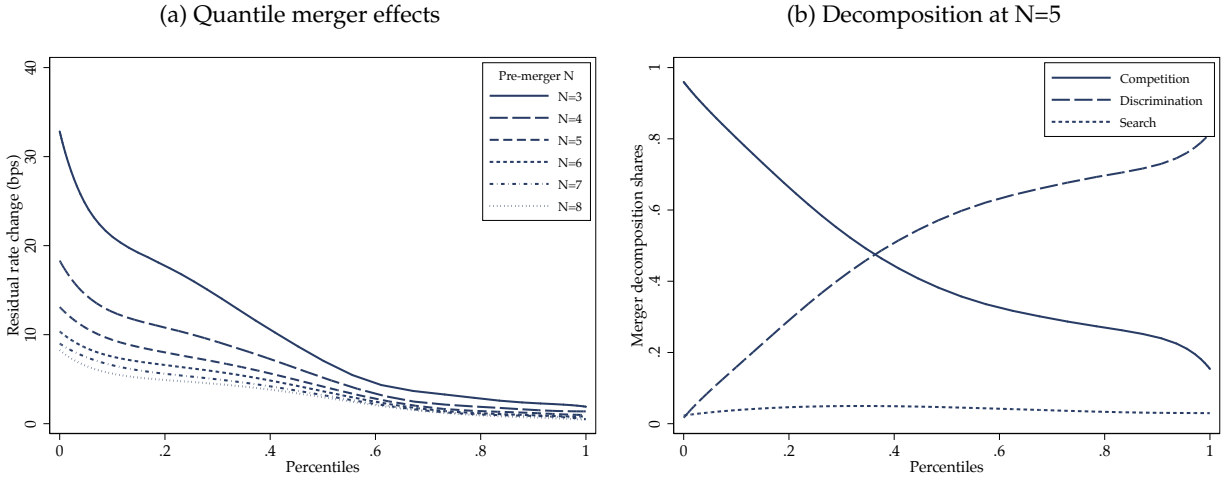 (a) Quantile merger effects
Residual rate change (bps)
40
30
20
10
0
Pre-merger N
N=3
N=4
N=5
N=6
N=7
N=8
0 .2 .4 .6 .8 1
Percentiles
(b) Decomposition at N=5
Merger decomposition shares
1
.8
.6
.4
.2
0
Competition
Discrimination
Search
0 .2 .4 .6 .8 1
Percentiles